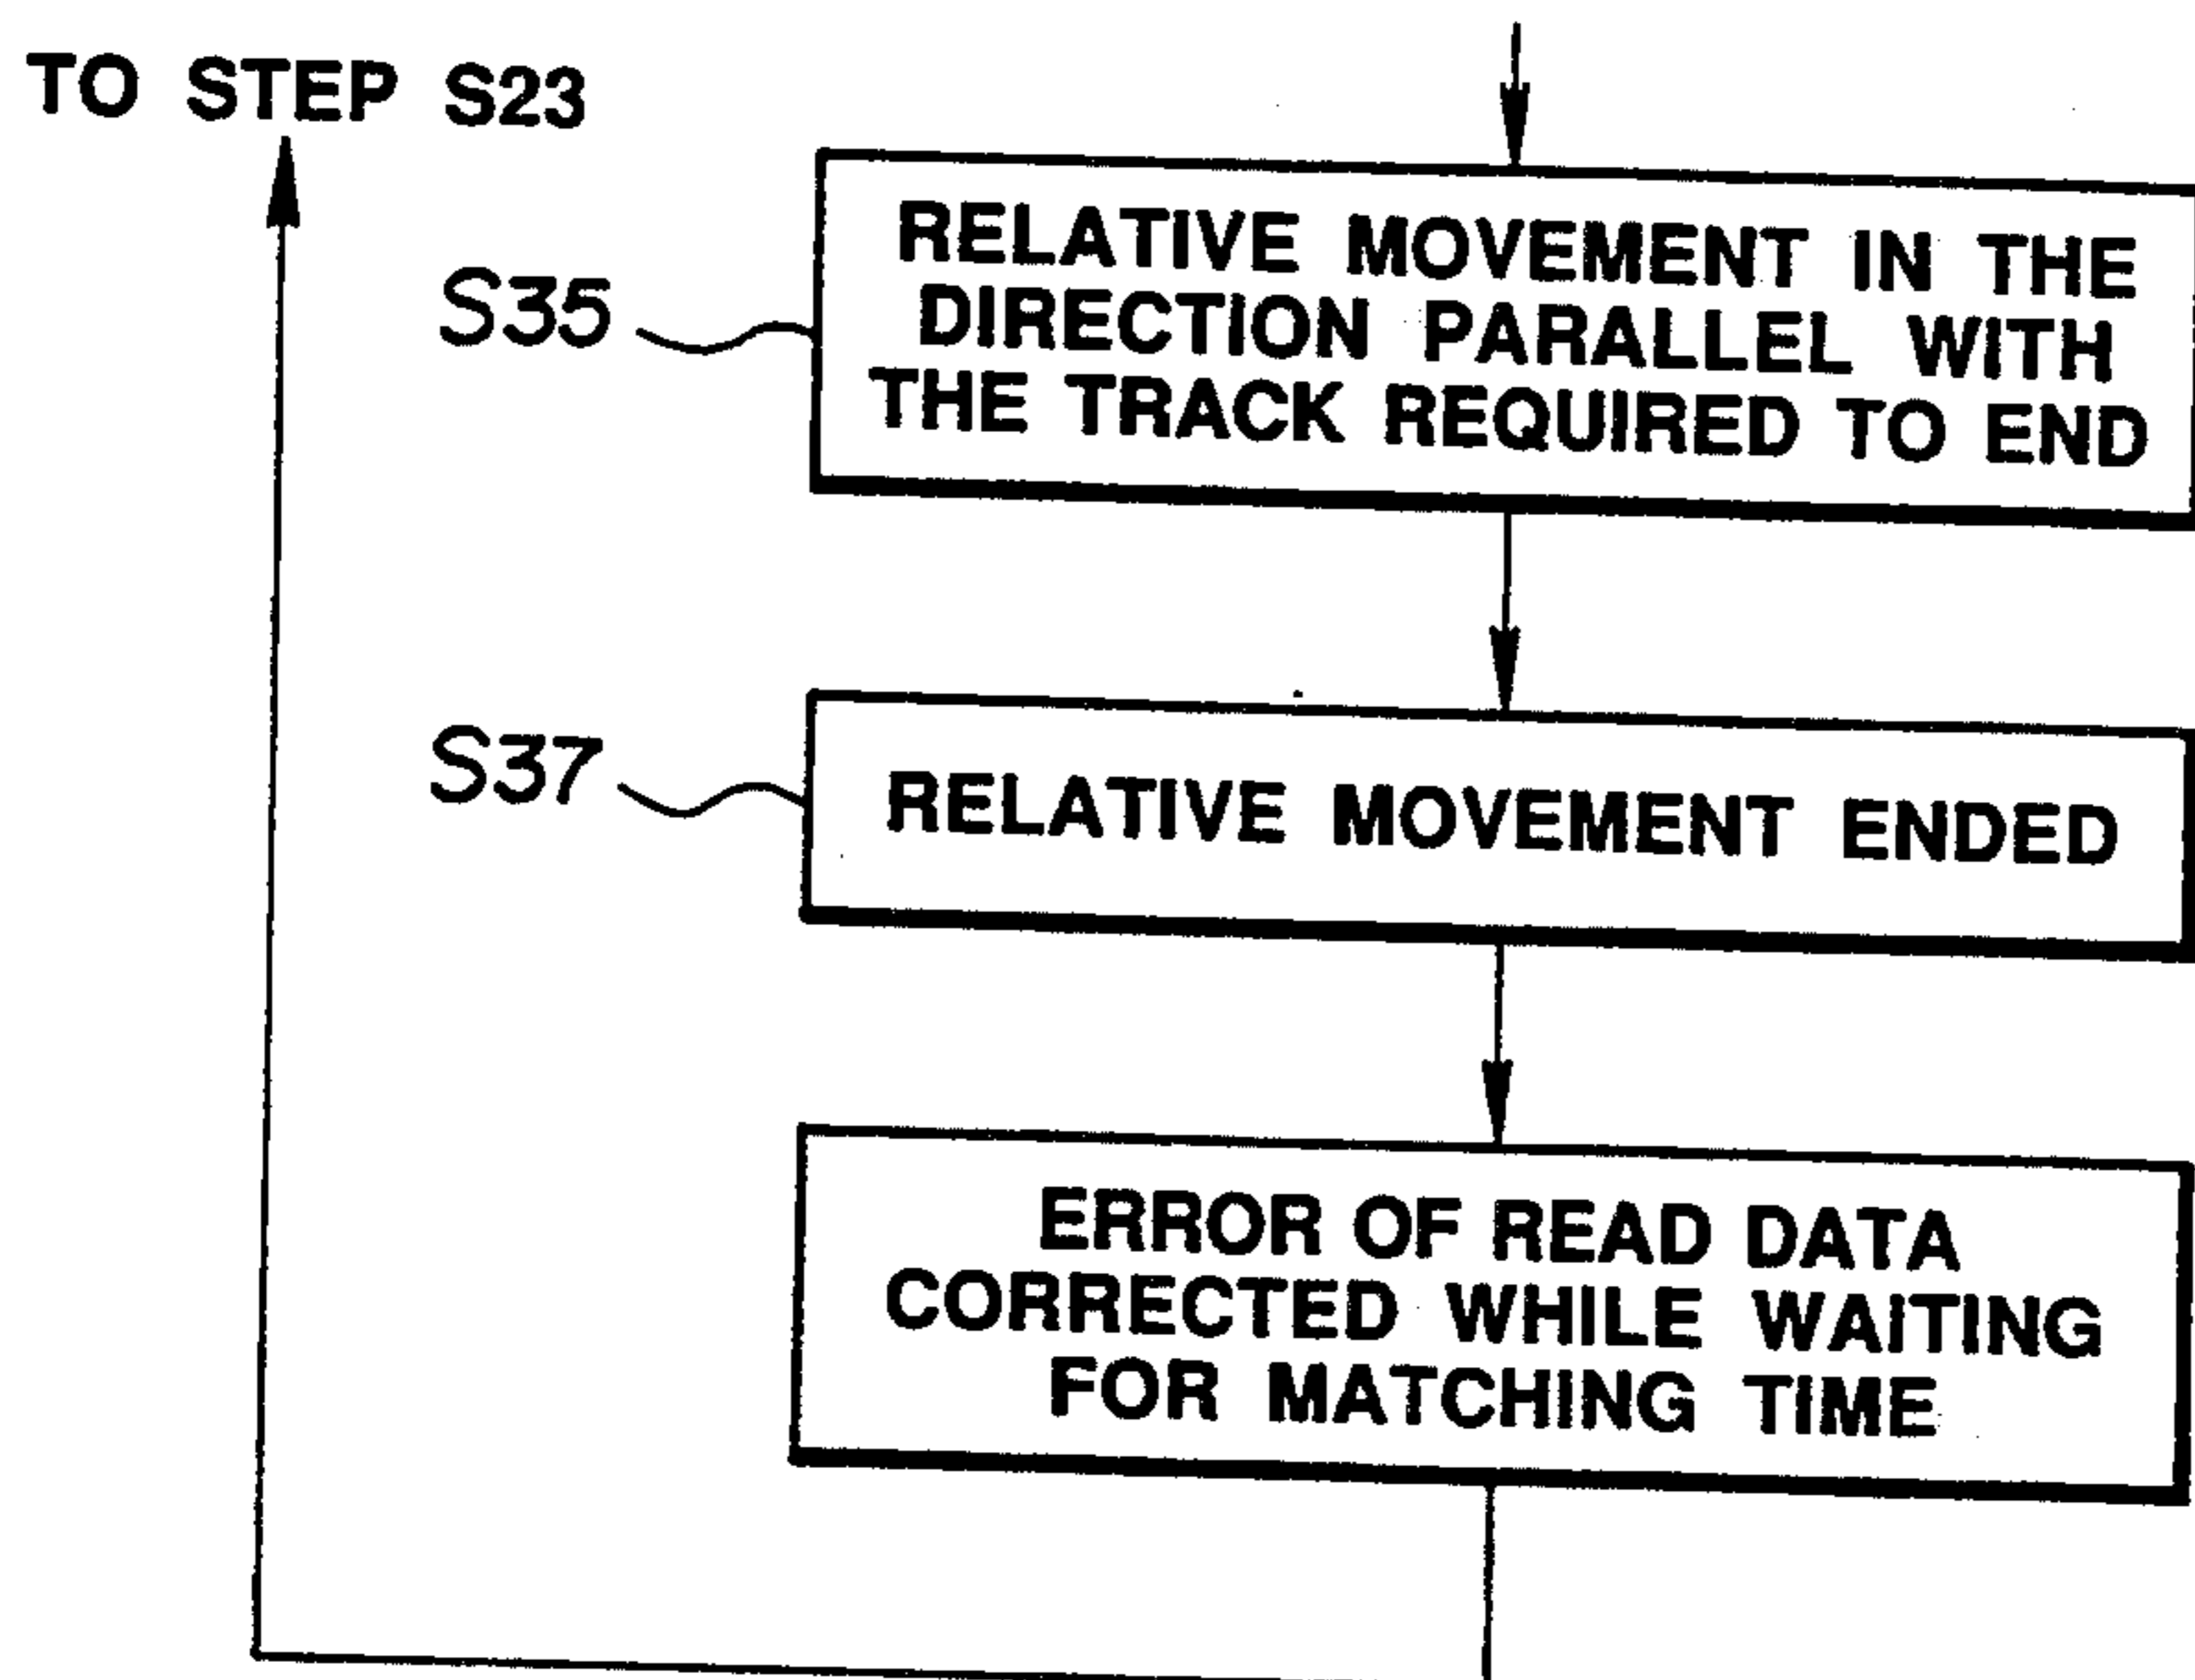 TO STEP S23
S35
RELATIVE MOVEMENT IN THE
DIRECTION PARALLEL WITH
THE TRACK REQUIRED TO END
S37
RELATIVE MOVEMENT ENDED
ERROR OF READ DATA
CORRECTED WHILE WAITING
FOR MATCHING TIME